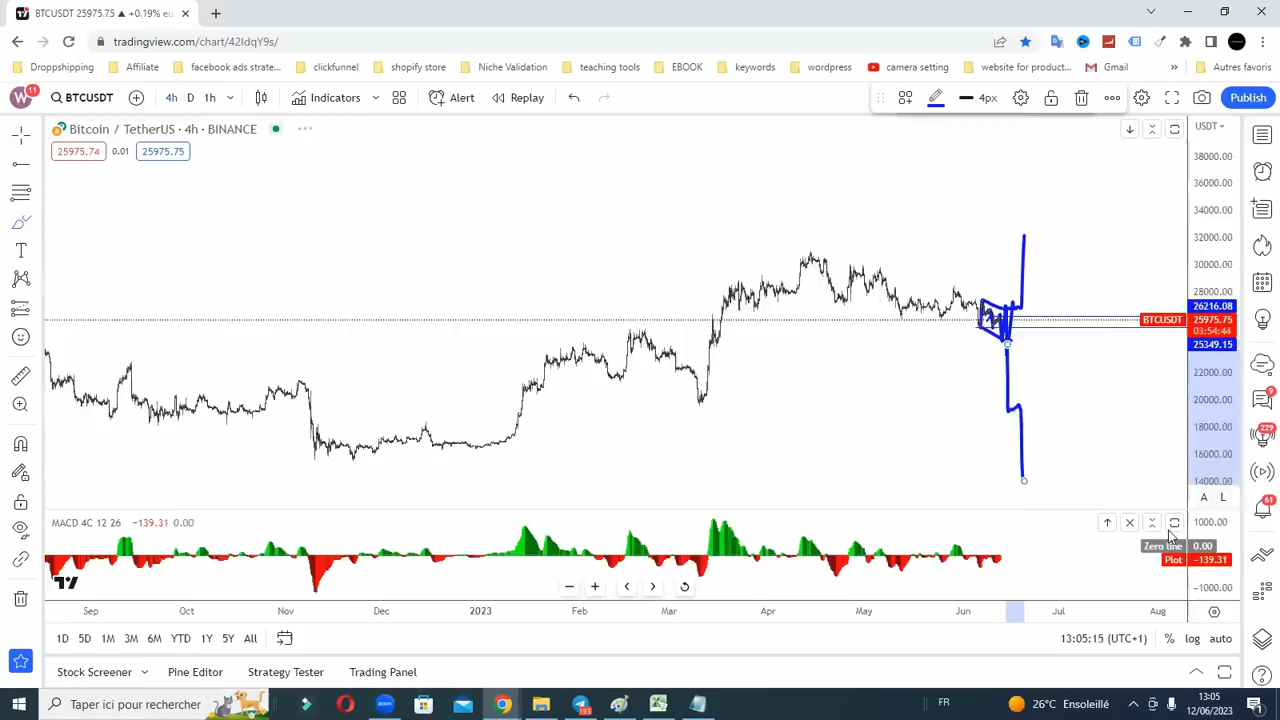 BTCUSDT 25975.75 ▲ +0.19% eu
tradingview.com/chart/42IdqY9s/
Droppshipping Affiliate facebook ads strate... clickfunnel shopify store Niche Validation teaching tools EBOOK keywords wordpress camera setting website for product... Gmail » Autres favoris
W 11 BTCUSDT 4h D 1h Indicators Alert Replay 4px Publish
Bitcoin / TetherUS · 4h · BINANCE
USDT
25975.74 0.01 25975.75
38000.00
36000.00
34000.00
32000.00
30000.00
28000.00
26216.08
BTCUSDT 25975.75
03:54:44
25349.15
22000.00
20000.00
18000.00
16000.00
14000.00
A L
MACD 4C 12 26 −139.31 0.00
1000.00
Zero line 0.00
Plot −139.31
−1000.00
Sep Oct Nov Dec 2023 Feb Mar Apr May Jun Jul Aug
1D 5D 1M 3M 6M YTD 1Y 5Y All 13:05:15 (UTC+1) % log auto
Stock Screener Pine Editor Strategy Tester Trading Panel
9
229
61
Taper ici pour rechercher zoom 193 FR 26°C Ensoleillé 13:05
12/06/2023